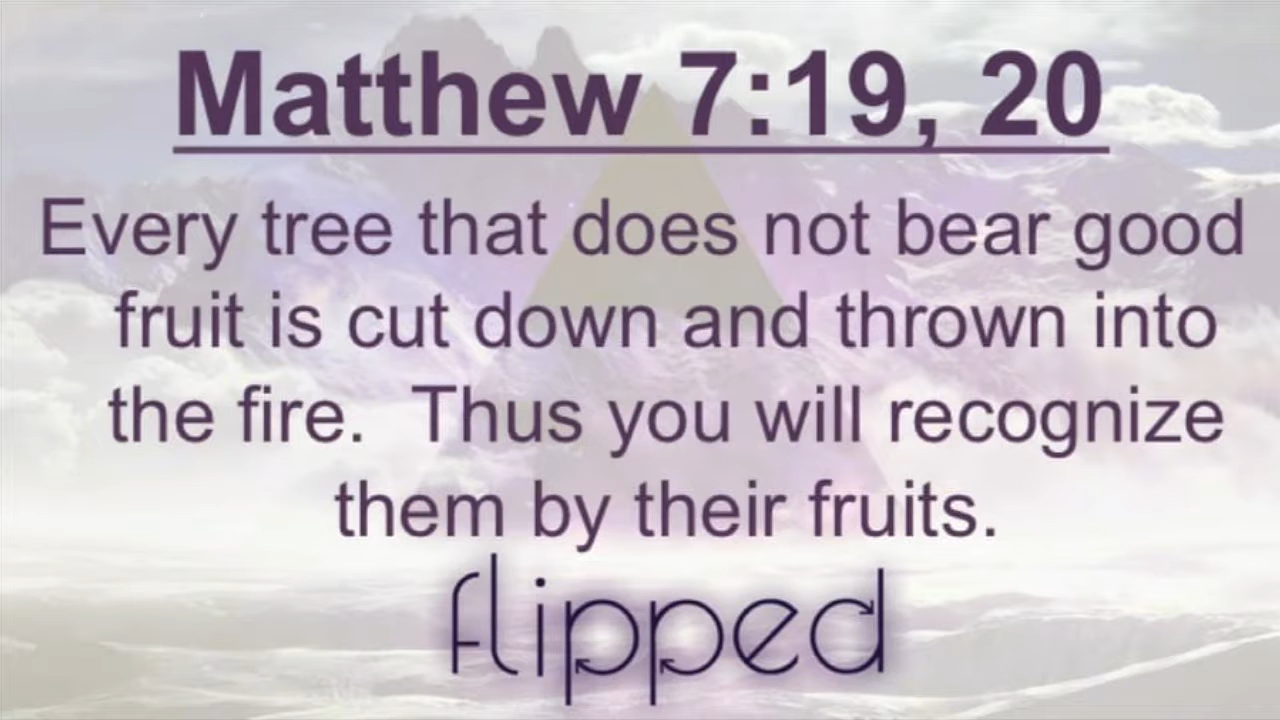 Matthew 7:19, 20
Every tree that does not bear good
fruit is cut down and thrown into
the fire.  Thus you will recognize
them by their fruits.
flipped